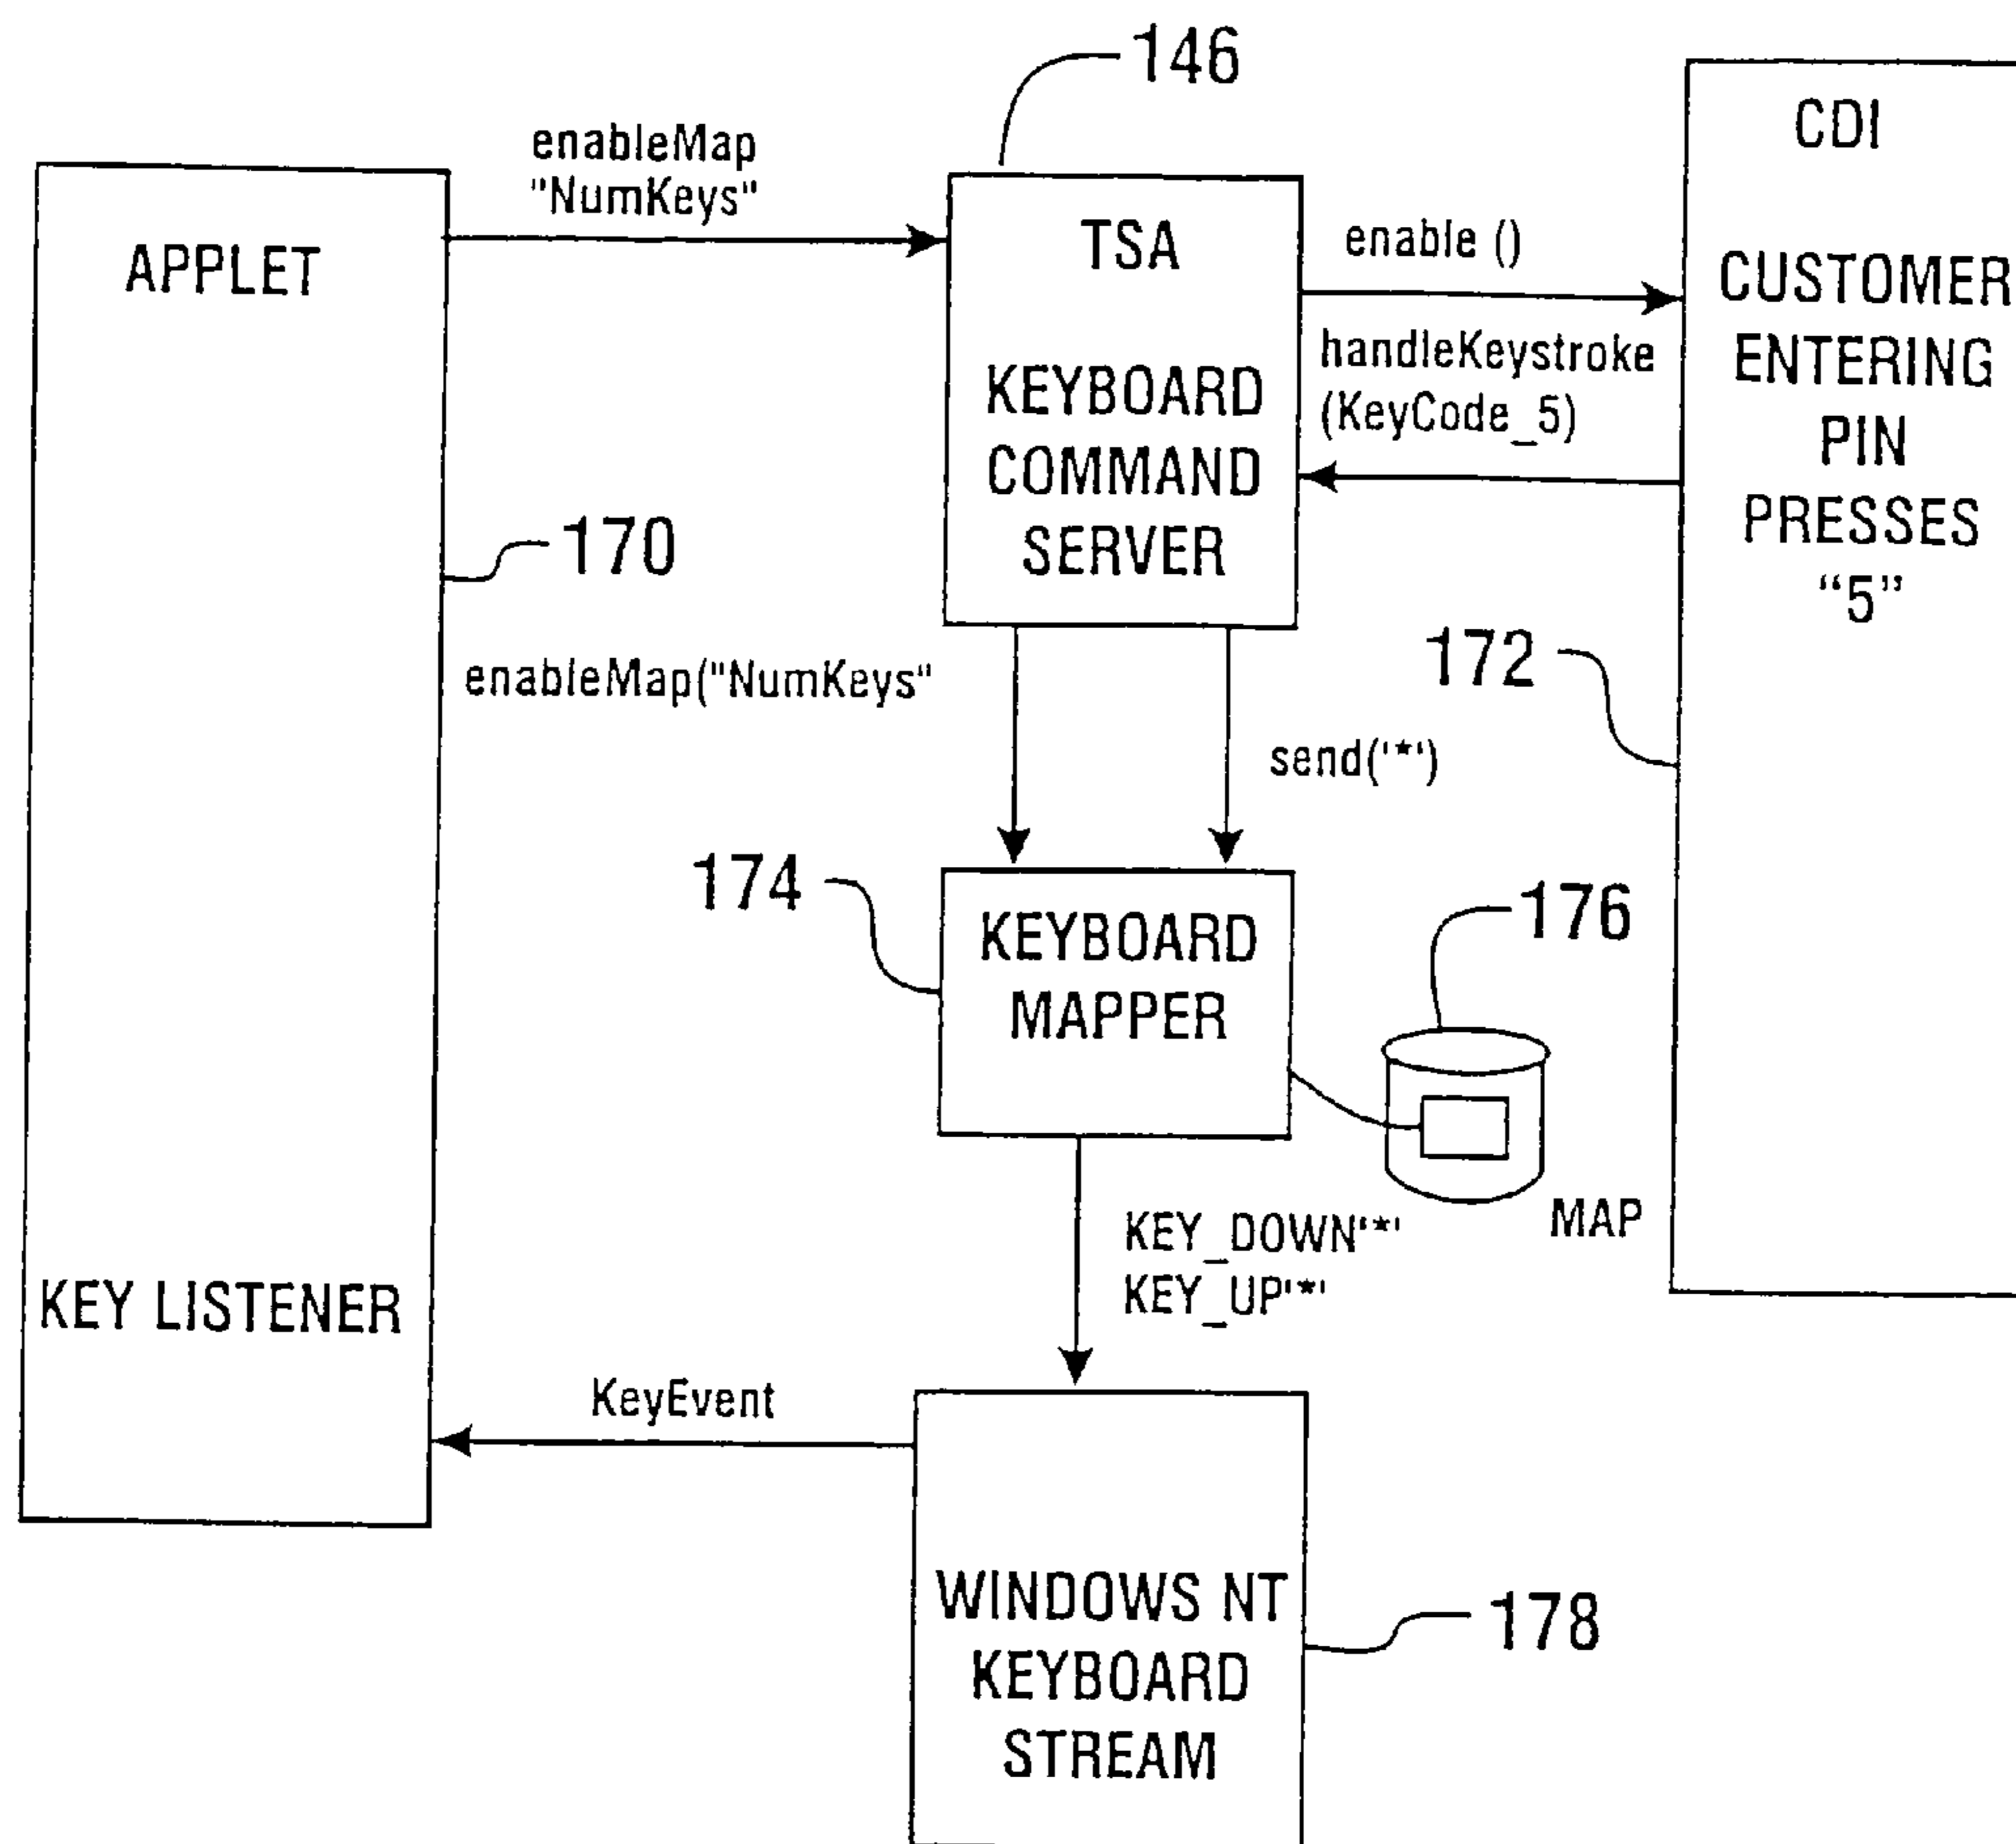 146
CDI
enableMap
"NumKeys"
APPLET
TSA
enable ()
CUSTOMER
ENTERING
PIN
PRESSES
“5”
handleKeystroke
(KeyCode_5)
KEYBOARD
COMMAND
SERVER
170
172
enableMap("NumKeys"
send('*')
174
KEYBOARD
MAPPER
176
MAP
KEY_DOWN'*'
KEY_UP'*'
KEY LISTENER
KeyEvent
WINDOWS NT
KEYBOARD
STREAM
178